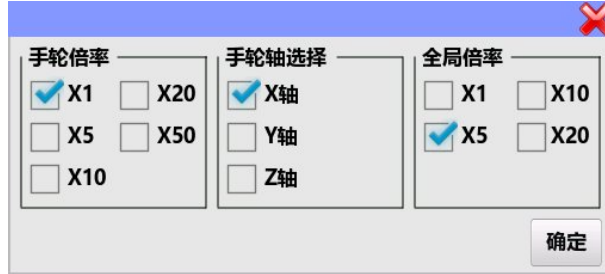 手轮倍率 手轮轴选择 全局倍率
X1 X20 X轴 X1 X10
X5 X50 Y轴 X5 X20
X10 Z轴
确定